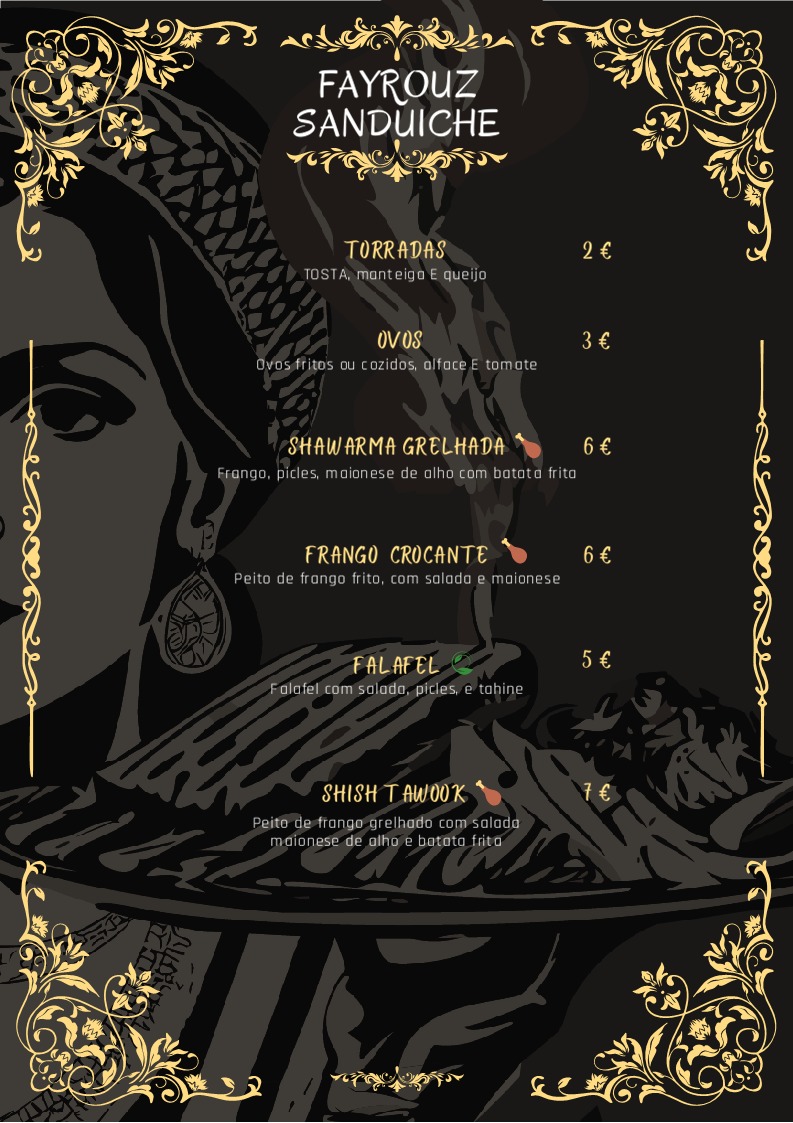 FAYROUZ
SANDUICHE
TORRADAS 2 €
TOSTA, manteiga E queijo
OVOS 3 €
Ovos fritos ou cozidos, alface E tomate
SHAWARMA GRELHADA 6 €
Frango, picles, maionese de alho com batata frita
FRANGO CROCANTE 6 €
Peito de frango frito, com salada e maionese
FALAFEL 5 €
Falafel com salada, picles, e tahine
SHISH TAWOOK 7 €
Peito de frango grelhado com salada
maionese de alho e batata frita